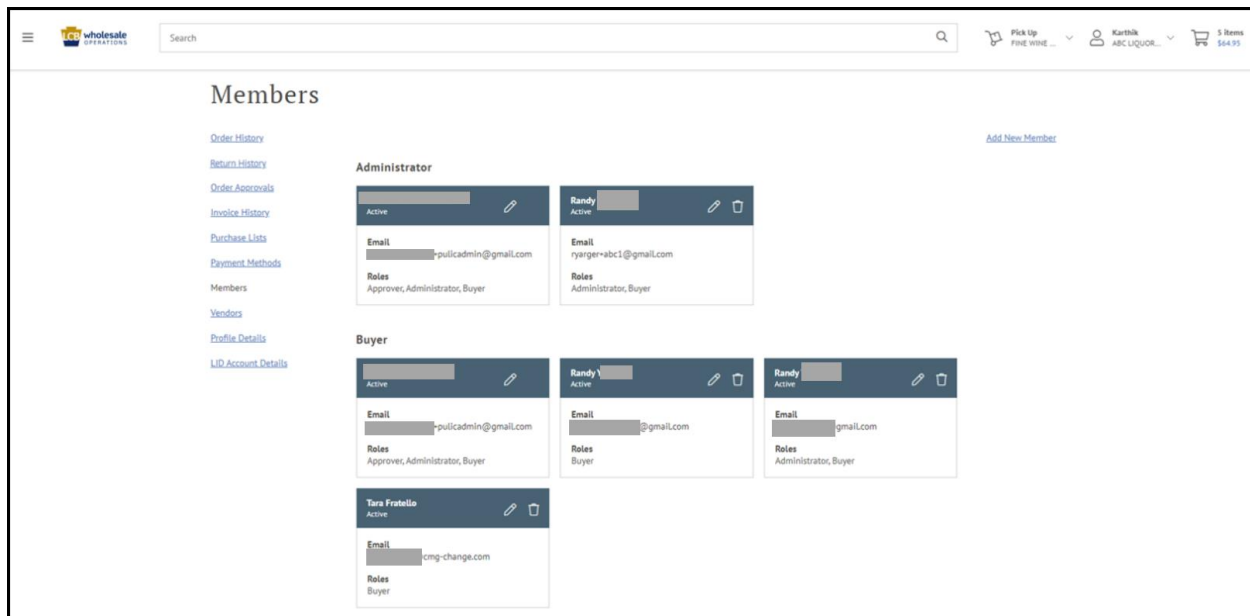 LCB wholesale
OPERATIONS
Search
Pick Up
FINE WINE ...
Karthik
ABC LIQUOR...
5 items
$64.95
Members
Order History
Return History
Order Approvals
Invoice History
Purchase Lists
Payment Methods
Members
Vendors
Profile Details
LID Account Details
Add New Member
Administrator
Active
Email
+pulicadmin@gmail.com
Roles
Approver, Administrator, Buyer
Randy
Active
Email
ryarger+abc1@gmail.com
Roles
Administrator, Buyer
Buyer
Active
Email
+pulicadmin@gmail.com
Roles
Approver, Administrator, Buyer
Randy
Active
Email
@gmail.com
Roles
Buyer
Randy
Active
Email
gmail.com
Roles
Administrator, Buyer
Tara Fratello
Active
Email
cmg-change.com
Roles
Buyer